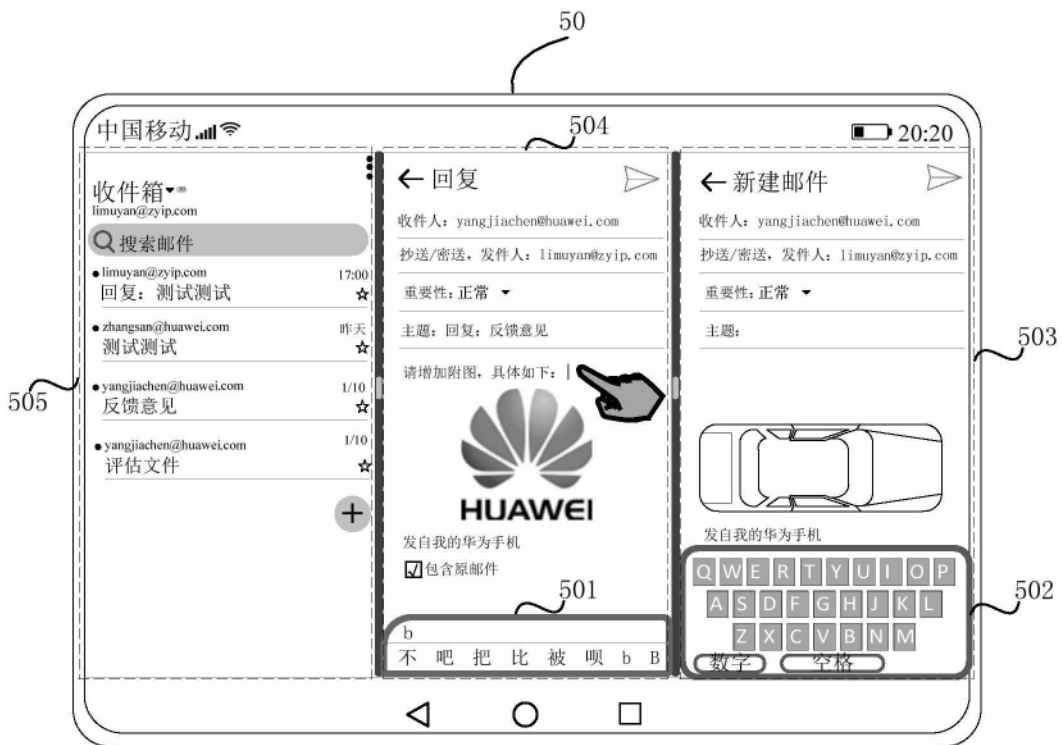 50
中国移动
504
20:20
收件箱
limuyan@zyip.com
搜索邮件
limuyan@zyip.com 17:00
回复：测试测试
zhangsan@huawei.com 昨天
测试测试
yangjiachen@huawei.com 1/10
反馈意见
yangjiachen@huawei.com 1/10
评估文件
+
505
回复
收件人：yangjiachen@huawei.com
抄送/密送，发件人：limuyan@zyip.com
重要性：正常
主题：回复：反馈意见
请增加附图，具体如下：
HUAWEI
发自我的华为手机
包含原邮件
501
b
不 吧 把 比 被 呗 b B
新建邮件
收件人：yangjiachen@huawei.com
抄送/密送，发件人：limuyan@zyip.com
重要性：正常
主题：
503
发自我的华为手机
Q W E R T Y U I O P
A S D F G H J K L
Z X C V B N M
数字 空格
502